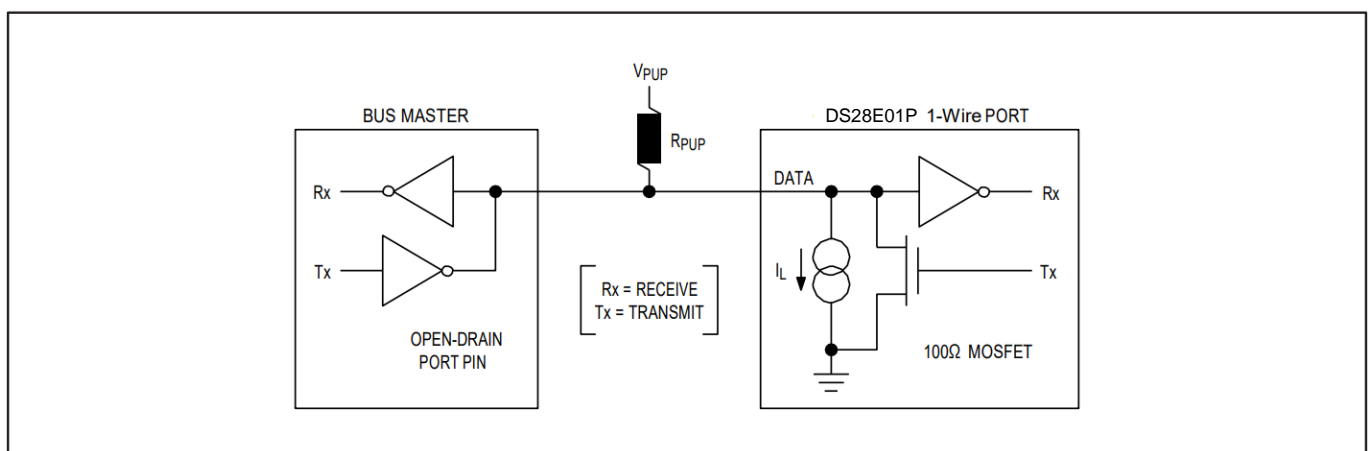 VPUP
BUS MASTER
DS28E01P 1-Wire PORT
RPUP
DATA
Rx
Rx
Tx
IL
Tx
Rx = RECEIVE
Tx = TRANSMIT
OPEN-DRAIN
PORT PIN
100Ω MOSFET